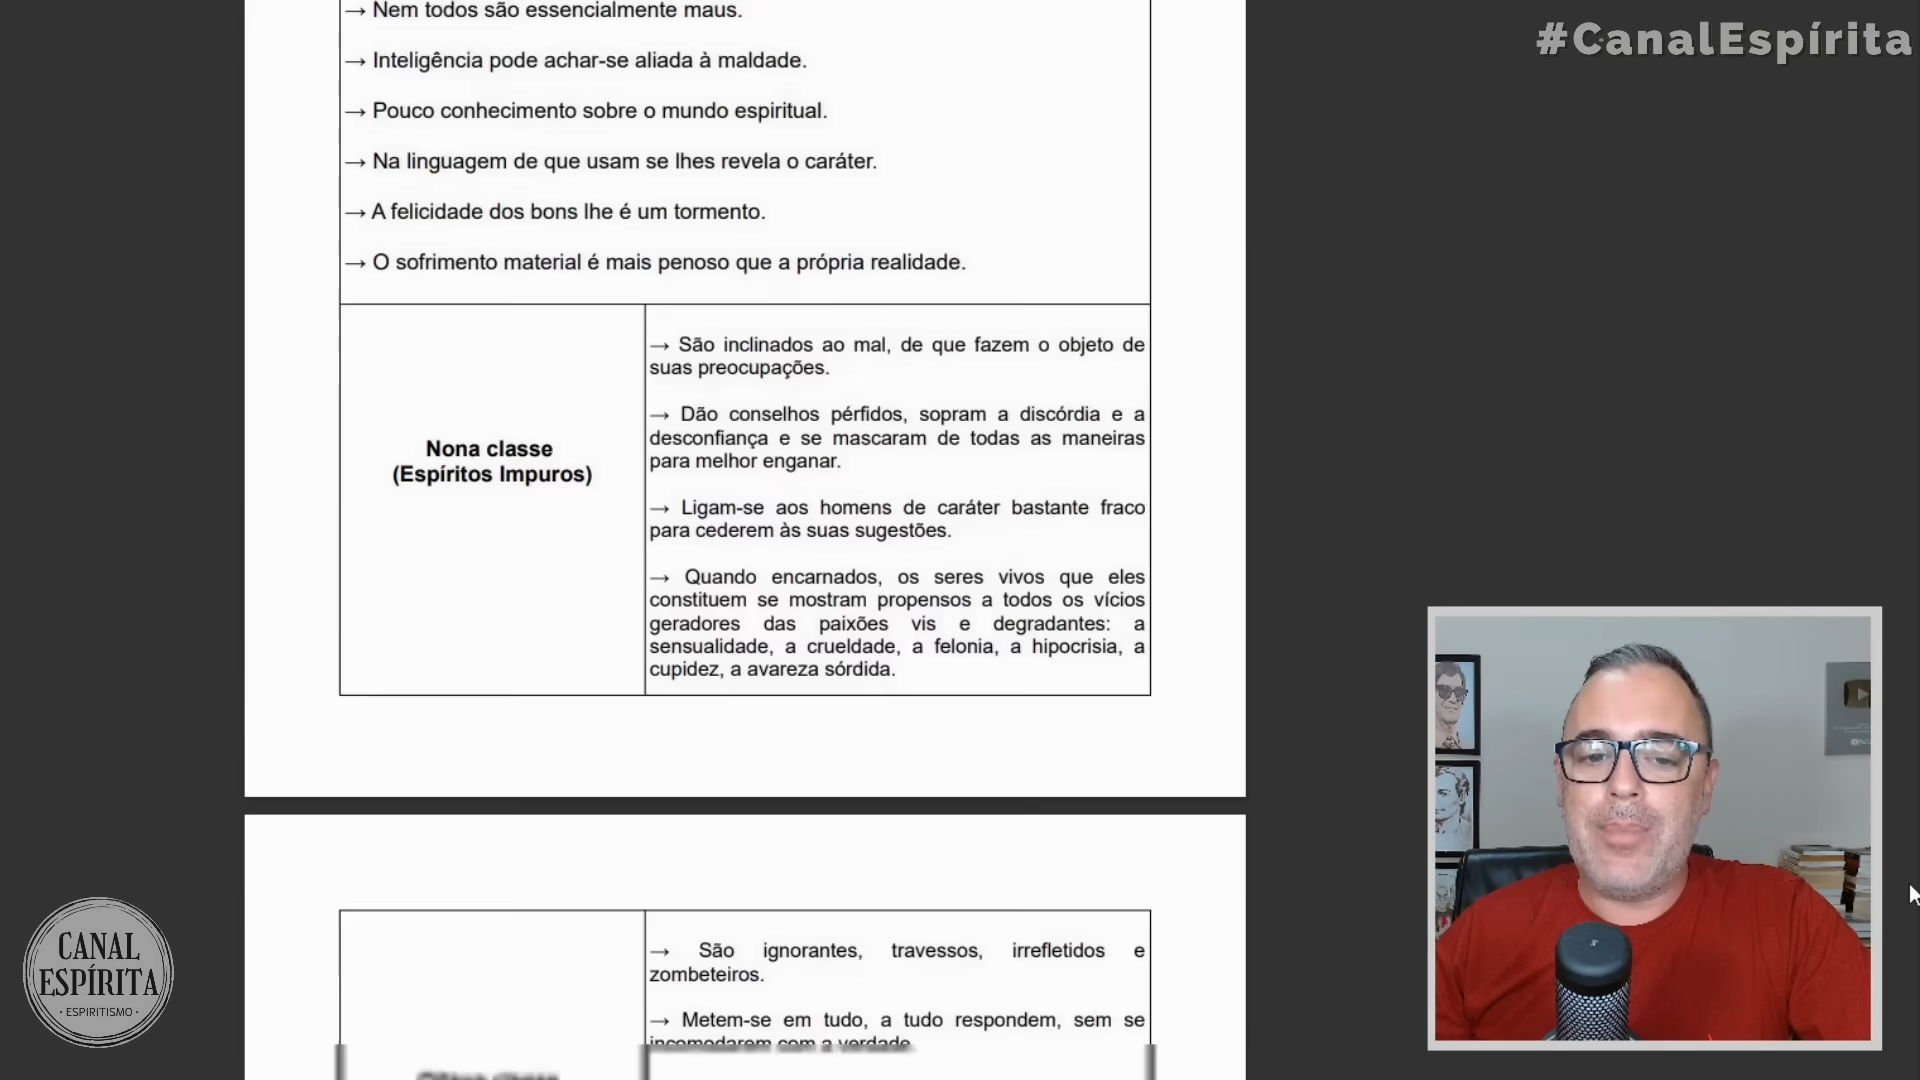 → Nem todos são essencialmente maus.
#CanalEspírita
→ Inteligência pode achar-se aliada à maldade.
→ Pouco conhecimento sobre o mundo espiritual.
→ Na linguagem de que usam se lhes revela o caráter.
→ A felicidade dos bons lhe é um tormento.
→ O sofrimento material é mais penoso que a própria realidade.
Nona classe
(Espíritos Impuros)
→ São inclinados ao mal, de que fazem o objeto de
suas preocupações.
→ Dão conselhos pérfidos, sopram a discórdia e a
desconfiança e se mascaram de todas as maneiras
para melhor enganar.
→ Ligam-se aos homens de caráter bastante fraco
para cederem às suas sugestões.
→ Quando encarnados, os seres vivos que eles
constituem se mostram propensos a todos os vícios
geradores das paixões vis e degradantes: a
sensualidade, a crueldade, a felonia, a hipocrisia, a
cupidez, a avareza sórdida.
→ São ignorantes, travessos, irrefletidos e
zombeteiros.
→ Metem-se em tudo, a tudo respondem, sem se
incomodarem com a verdade.
CANAL
ESPÍRITA
· ESPIRITISMO ·